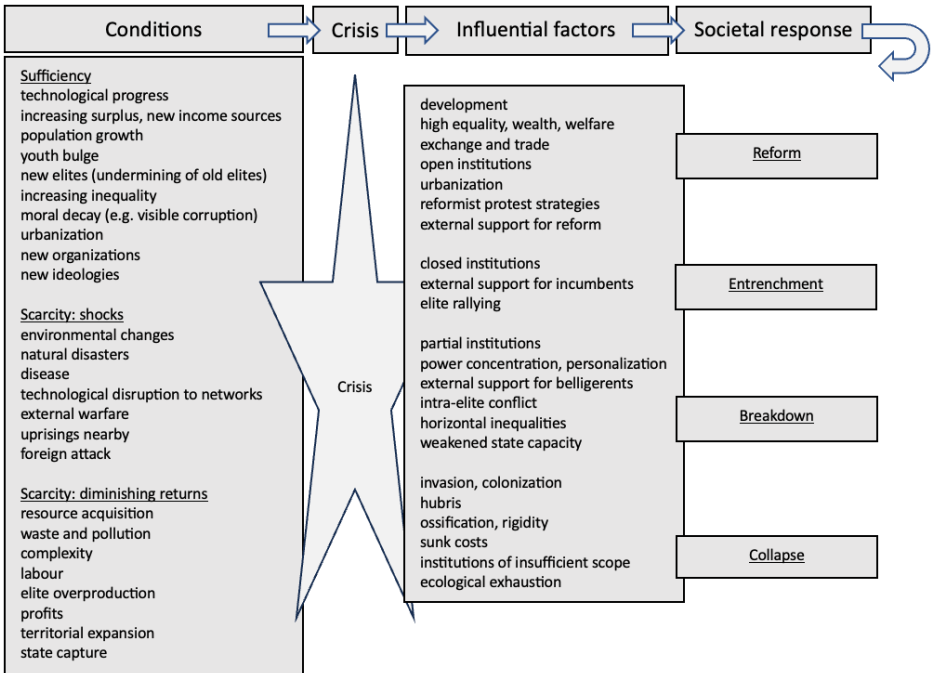 Conditions
Crisis
Influential factors
Societal response
Sufficiency
technological progress
increasing surplus, new income sources
population growth
youth bulge
new elites (undermining of old elites)
increasing inequality
moral decay (e.g. visible corruption)
urbanization
new organizations
new ideologies
Scarcity: shocks
environmental changes
natural disasters
disease
technological disruption to networks
external warfare
uprisings nearby
foreign attack
Scarcity: diminishing returns
resource acquisition
waste and pollution
complexity
labour
elite overproduction
profits
territorial expansion
state capture
Crisis
development
high equality, wealth, welfare
exchange and trade
open institutions
urbanization
reformist protest strategies
external support for reform
closed institutions
external support for incumbents
elite rallying
partial institutions
power concentration, personalization
external support for belligerents
intra-elite conflict
horizontal inequalities
weakened state capacity
invasion, colonization
hubris
ossification, rigidity
sunk costs
institutions of insufficient scope
ecological exhaustion
Reform
Entrenchment
Breakdown
Collapse